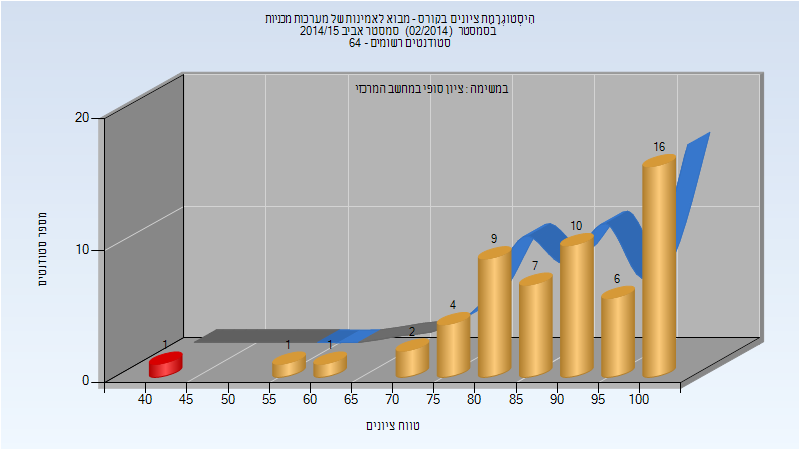 היסטוגרמת ציונים בקורס - מבוא לאמינות של מערכות מכניות
בסמסטר (02/2014) סמסטר אביב 2014/15
סטודנטים רשומים - 64
במשימה : ציון סופי במחשב המרכזי
מספר סטודנטים
20
10
0
1
1
1
2
4
9
7
10
6
16
40 45 50 55 60 65 70 75 80 85 90 95 100
טווח ציונים